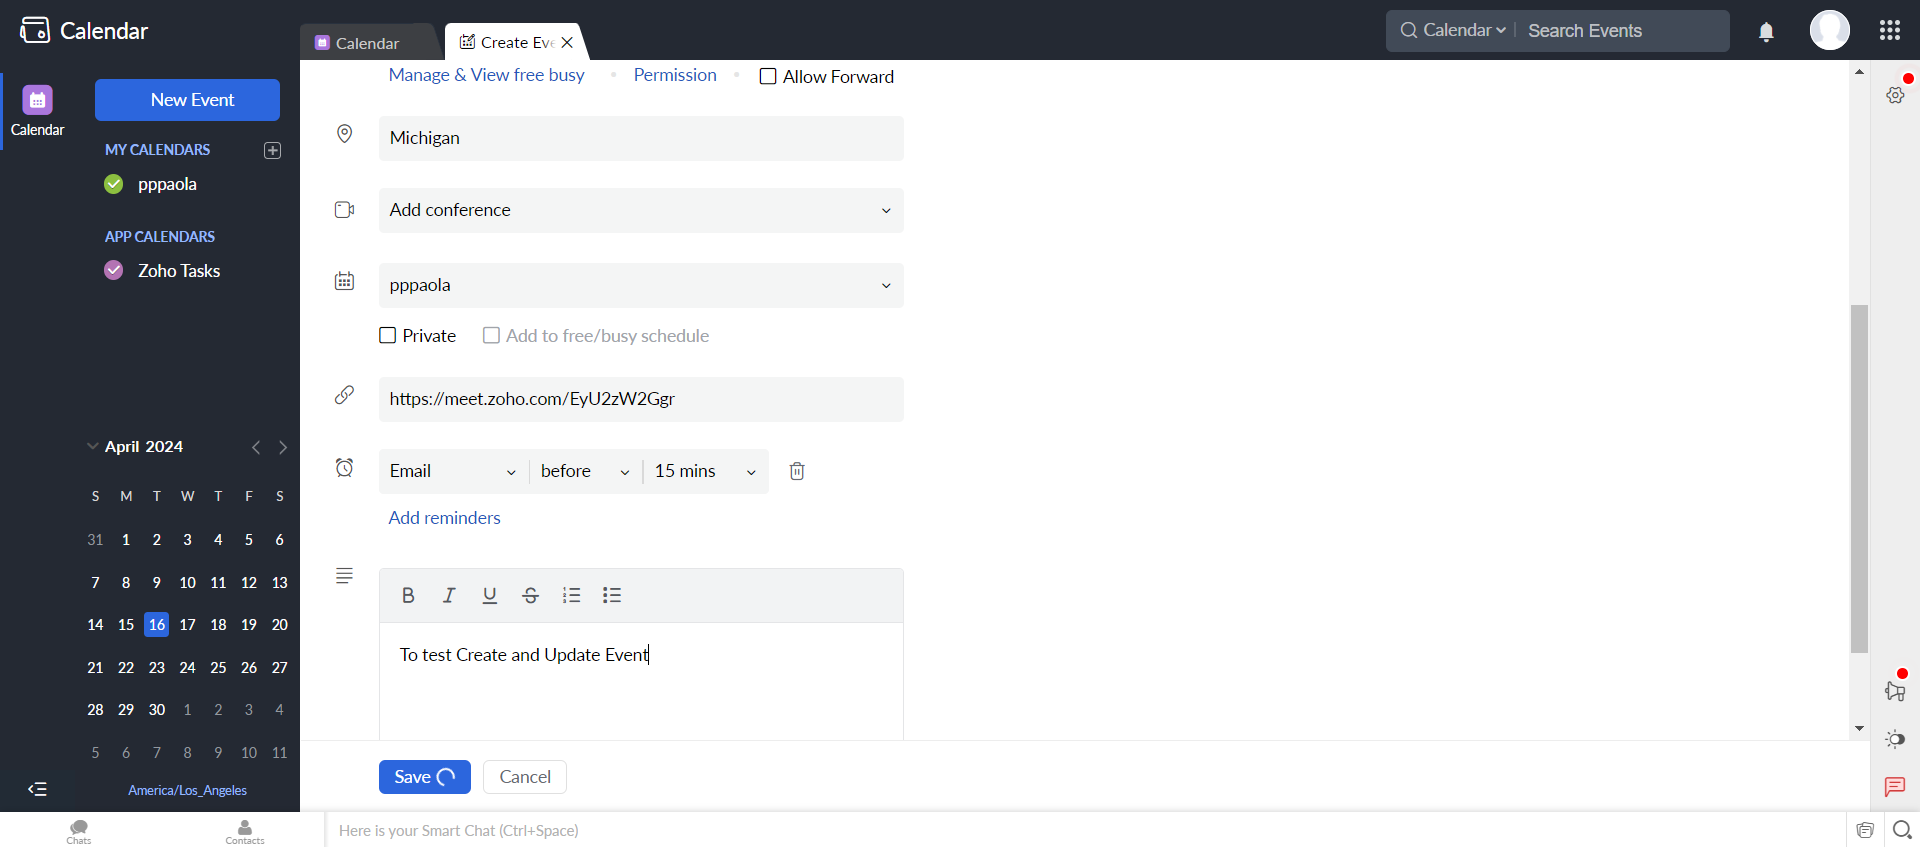 Calendar
Calendar
Create Eve
Calendar
Search Events
Calendar
New Event
MY CALENDARS
pppaola
APP CALENDARS
Zoho Tasks
April 2024
S M T W T F S
31 1 2 3 4 5 6
7 8 9 10 11 12 13
14 15 16 17 18 19 20
21 22 23 24 25 26 27
28 29 30 1 2 3 4
5 6 7 8 9 10 11
America/Los_Angeles
Manage & View free busy
Permission
Allow Forward
Michigan
Add conference
pppaola
Private
Add to free/busy schedule
https://meet.zoho.com/EyU2zW2Ggr
Email before 15 mins
Add reminders
B I U S
To test Create and Update Event
Save Cancel
Chats
Contacts
Here is your Smart Chat (Ctrl+Space)